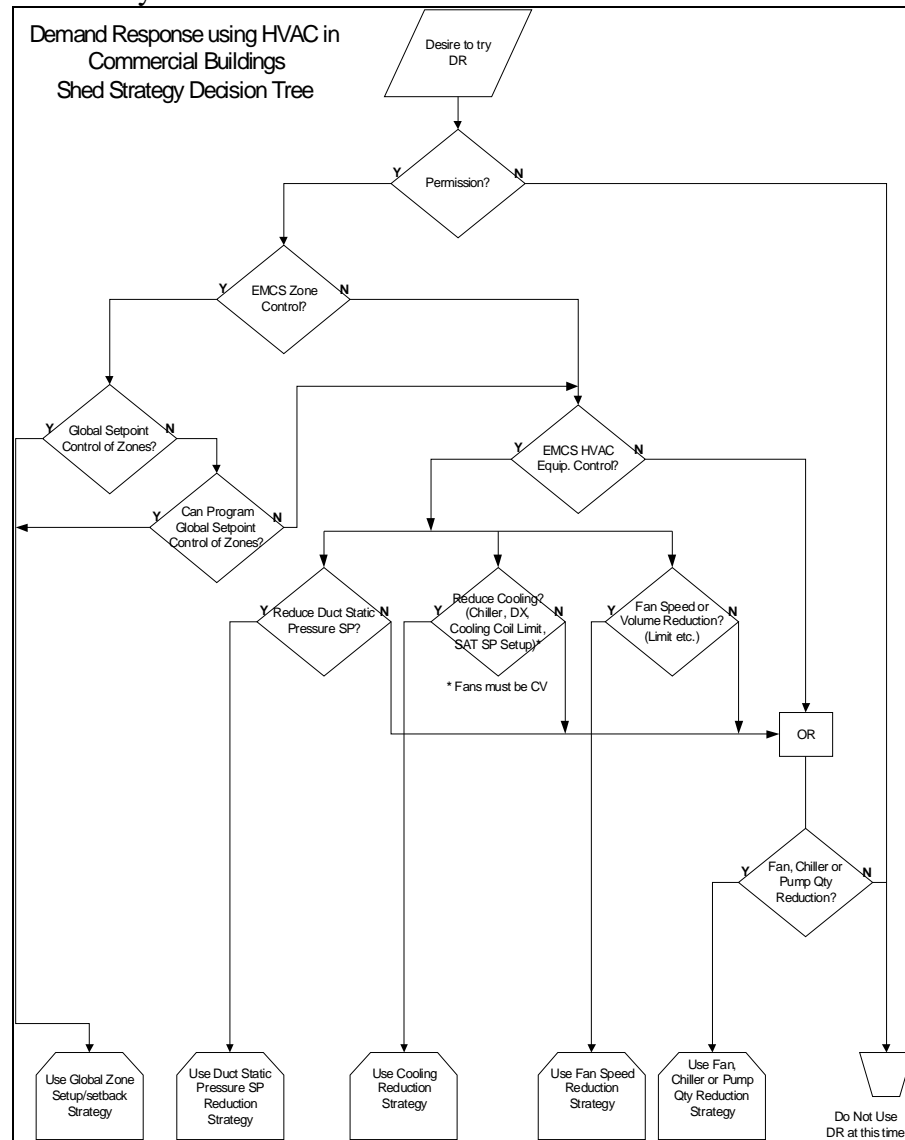 Demand Response using HVAC in
Commercial Buildings
Shed Strategy Decision Tree
Desire to try
DR
Y
Permission?
N
Y
EMCS Zone
Control?
N
Y
Global Setpoint
Control of Zones?
N
Y
EMCS HVAC
Equip. Control?
N
Y
Can Program
Global Setpoint
Control of Zones?
N
Y
Reduce Duct Static
Pressure SP?
N
Y
Reduce Cooling?
(Chiller, DX,
Cooling Coil Limit,
SAT SP Setup)*
N
* Fans must be CV
Y
Fan Speed or
Volume Reduction?
(Limit etc.)
N
OR
Y
Fan, Chiller or
Pump Qty
Reduction?
N
Use Global Zone
Setup/setback
Strategy
Use Duct Static
Pressure SP
Reduction
Strategy
Use Cooling
Reduction
Strategy
Use Fan Speed
Reduction
Strategy
Use Fan,
Chiller or Pump
Qty Reduction
Strategy
Do Not Use
DR at this time